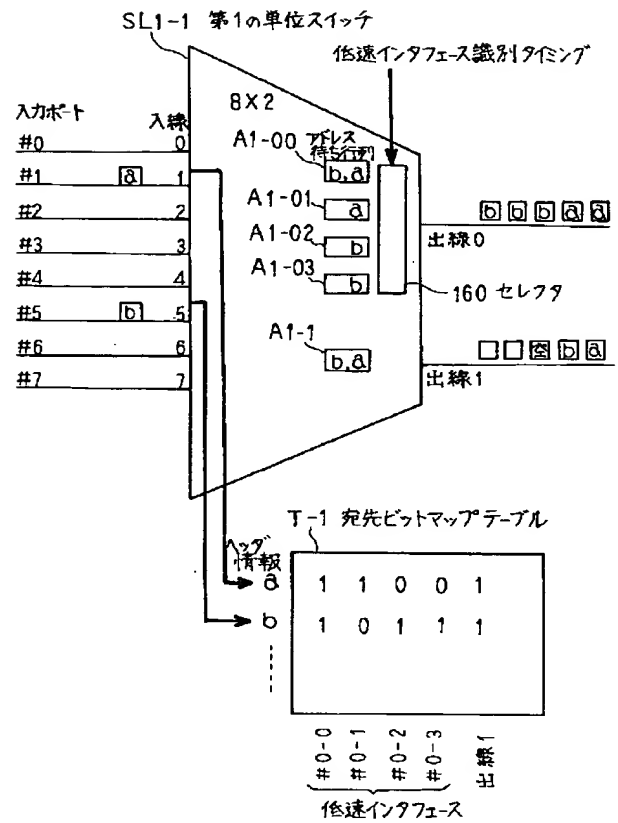 SL1-1 第1の単位スイッチ
低速インタフェース識別タイミング
8×2
入力ポート 入線
#0 0
#1 a 1
#2 2
#3 3
#4 4
#5 b 5
#6 6
#7 7
A1-00 アドレス待ち行列
b,a
A1-01 a
A1-02 b
A1-03 b
A1-1
b,a
b b b a a
出線0
160 セレクタ
空 b a
出線1
T-1 宛先ビットマップテーブル
ヘッダ情報
a 1 1 0 0 1
b 1 0 1 1 1
#0-0
#0-1
#0-2
#0-3
出線1
低速インタフェース